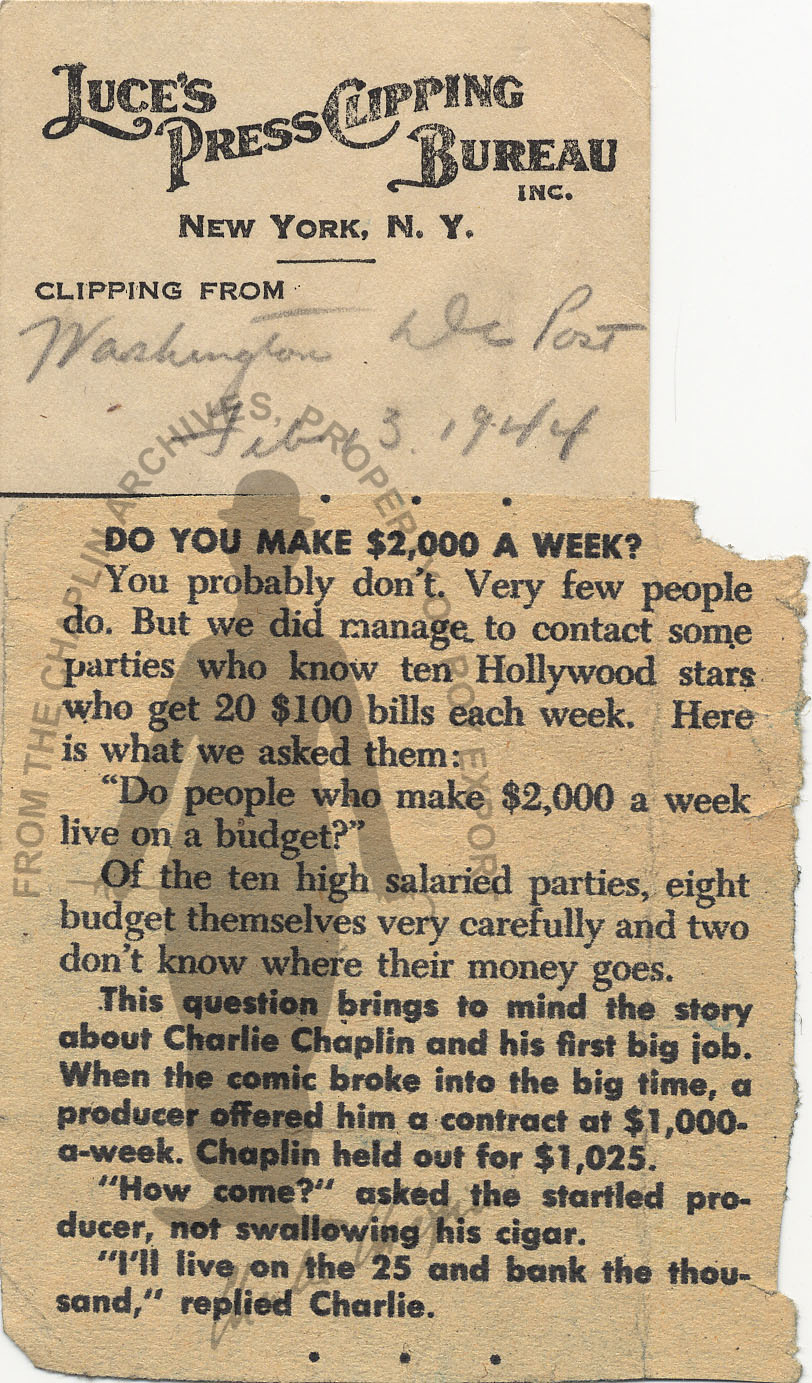 LUCE'S
PRESS CLIPPING
BUREAU
INC.
NEW YORK, N. Y.
CLIPPING FROM
Washington D C Post
Feb 13 1944
DO YOU MAKE $2,000 A WEEK?
You probably don't. Very few people
do. But we did manage to contact some
parties who know ten Hollywood stars
who get 20 $100 bills each week. Here
is what we asked them:
"Do people who make $2,000 a week
live on a budget?"
Of the ten high salaried parties, eight
budget themselves very carefully and two
don't know where their money goes.
This question brings to mind the story
about Charlie Chaplin and his first big job.
When the comic broke into the big time, a
producer offered him a contract at $1,000-
a-week. Chaplin held out for $1,025.
"How come?" asked the startled pro-
ducer, not swallowing his cigar.
"I'll live on the 25 and bank the thou-
sand," replied Charlie.
FROM THE CHAPLIN ARCHIVES, PROPERTY OF ROY EXPORT